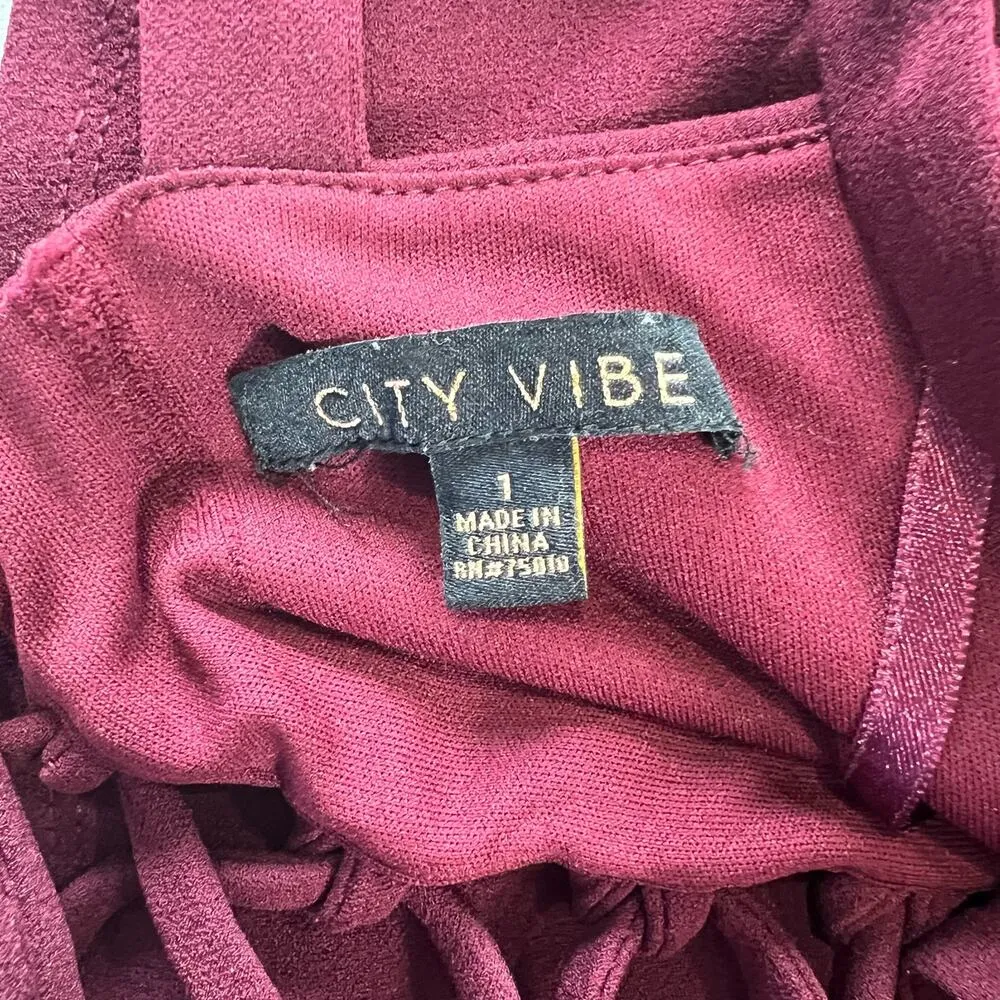 CITY VIBE
1
MADE IN
CHINA
RN#75010